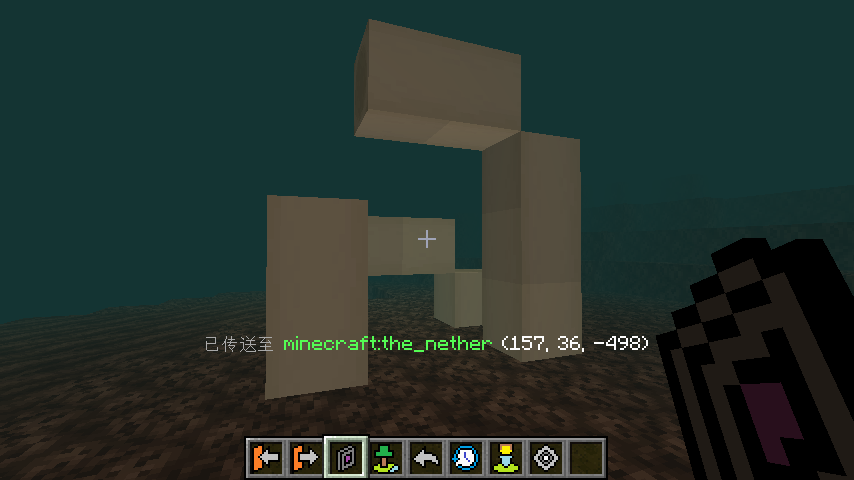 已传送至 minecraft:the_nether (157, 36, -498)